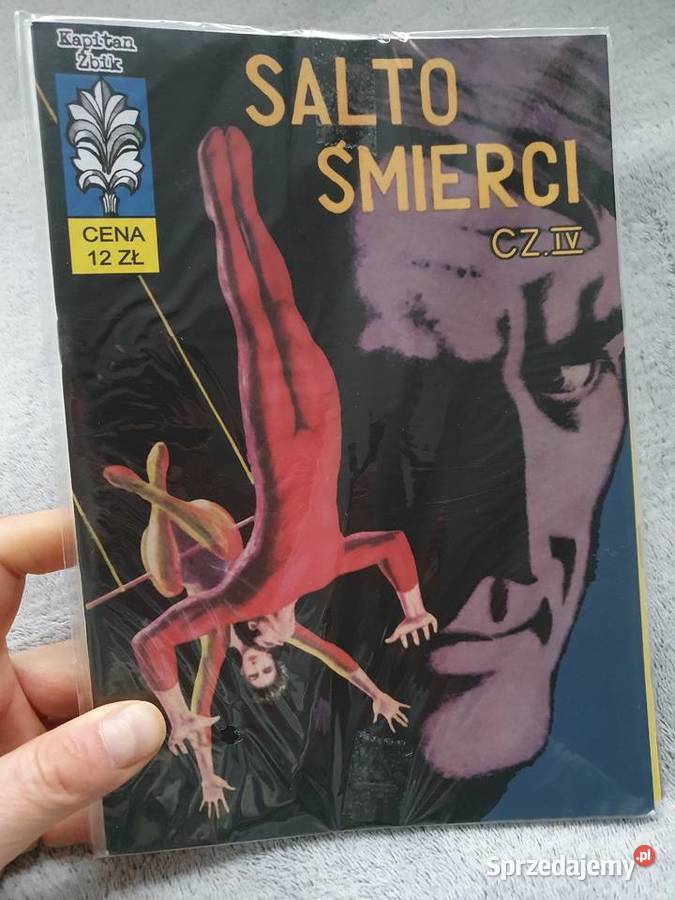 Kapitan
Żbik
SALTO
ŚMIERCI
CZ. IV
CENA
12 ZŁ
Sprzedajemy.pl